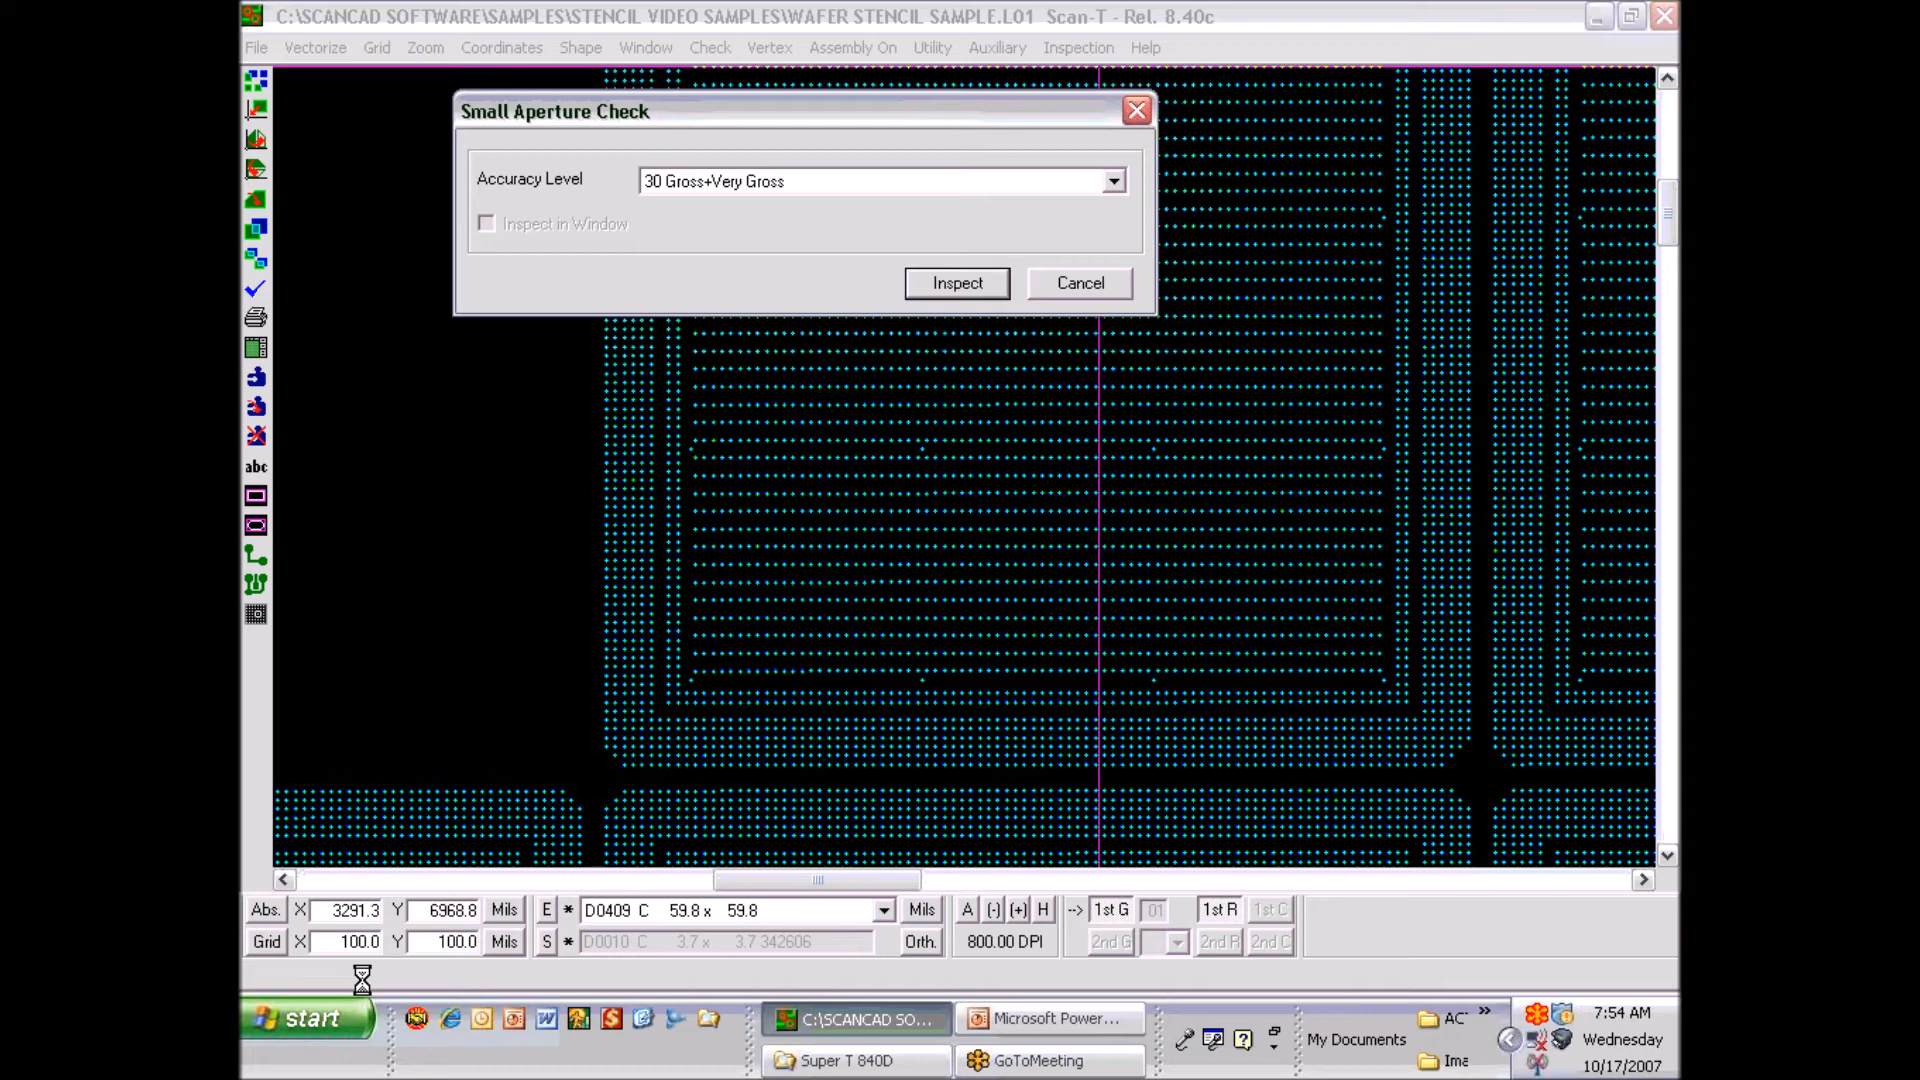 C:\SCANCAD SOFTWARE\SAMPLES\STENCIL VIDEO SAMPLES\WAFER STENCIL SAMPLE.L01 Scan-T - Rel. 8.40c
File Vectorize Grid Zoom Coordinates Shape Window Check Vertex Assembly On Utility Auxiliary Inspection Help
Small Aperture Check
Accuracy Level 30 Gross+Very Gross
Inspect in Window
Inspect Cancel
abc
Abs. X 3291.3 Y 6968.8 Mils E * D0409 C 59.8 x 59.8 Mils A (-) (+) H --> 1st G 01 1st R 1st C
Grid X 100.0 Y 100.0 Mils S * D0010 C 3.7 x 3.7 342606 Orth. 800.00 DPI 2nd G 2nd R 2nd C
start C:\SCANCAD SO... Microsoft Power... AC » 7:54 AM
My Documents Wednesday
Super T 840D GoToMeeting Ima 10/17/2007